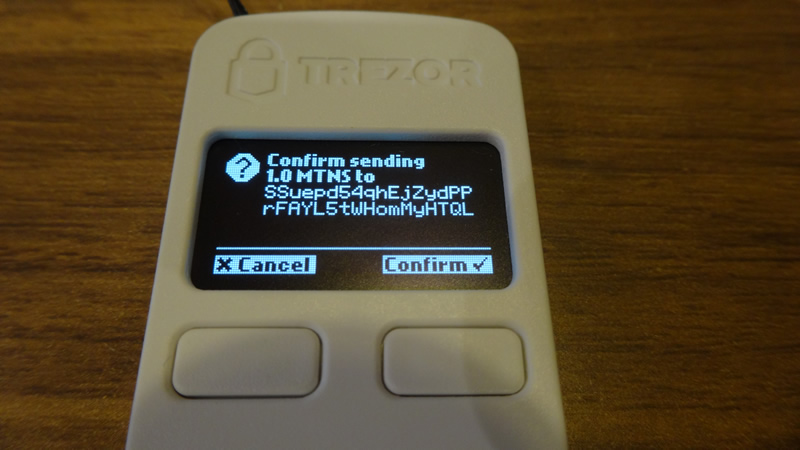 TREZOR
?
Confirm sending
1.0 MTNS to
SSuepd54qhEjZydPP
rFAYL5tWHomMyHTQL
✖ Cancel
Confirm ✓